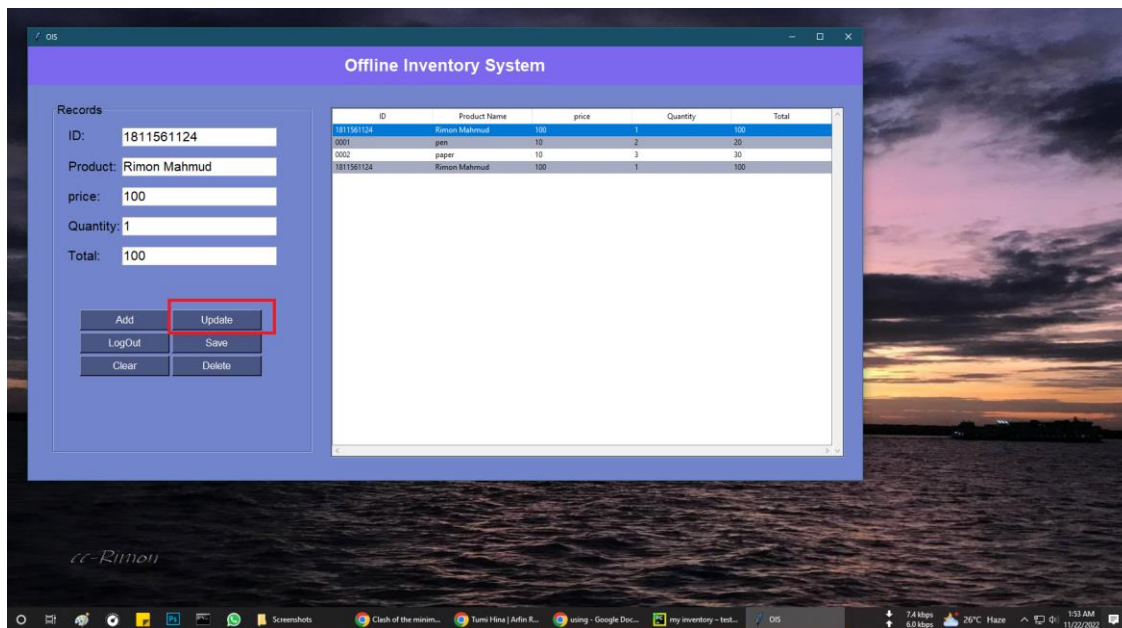 OIS
Offline Inventory System
Records
ID: 1811561124
Product: Rimon Mahmud
price: 100
Quantity: 1
Total: 100
Add Update
LogOut Save
Clear Delete
ID Product Name price Quantity Total
1811561124 Rimon Mahmud 100 1 100
0001 pen 10 2 20
0002 paper 10 3 30
1811561124 Rimon Mahmud 100 1 100
cc-Rimon
Screenshots Clash of the minim... Tumi Hina | Arfin R... using - Google Doc... my inventory – test... OIS
7.4 kbps
6.0 kbps
26°C Haze
1:53 AM
11/22/2022